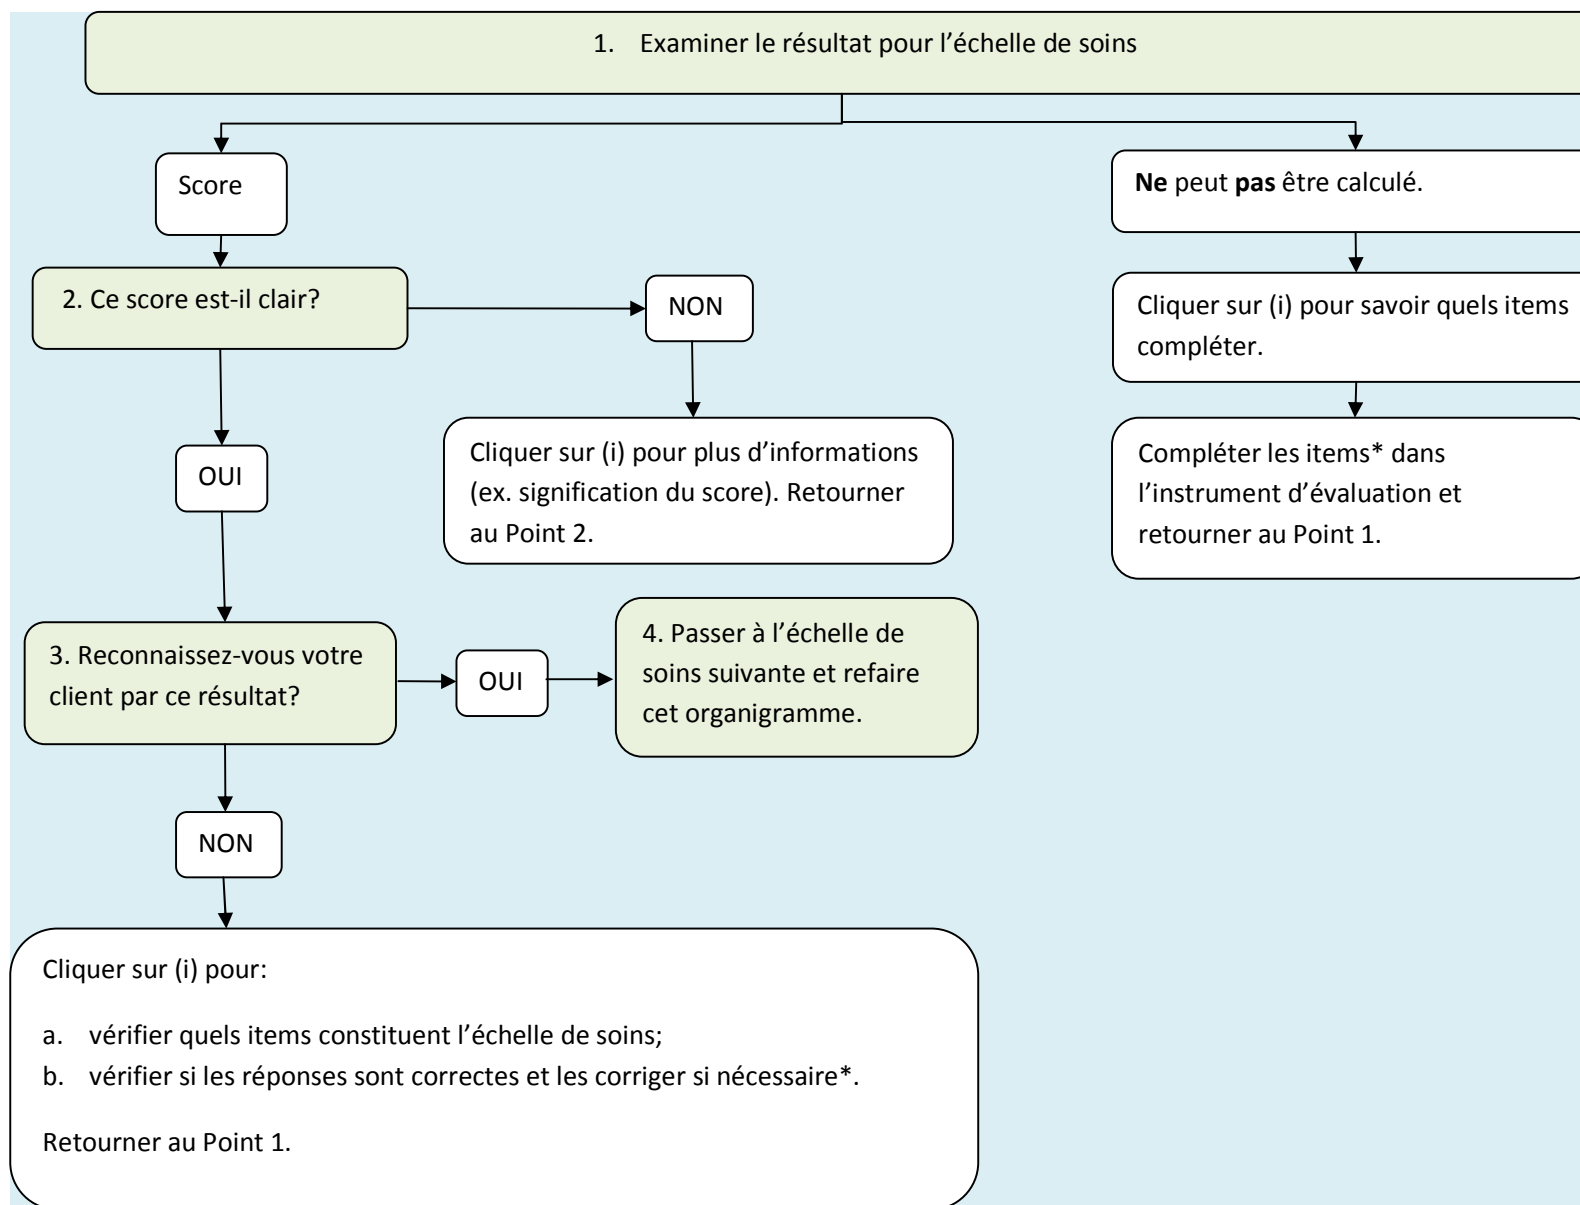 1. Examiner le résultat pour l’échelle de soins
Score
Ne peut pas être calculé.
2. Ce score est-il clair?
NON
Cliquer sur (i) pour savoir quels items
compléter.
OUI
Cliquer sur (i) pour plus d’informations
(ex. signification du score). Retourner
au Point 2.
Compléter les items* dans
l’instrument d’évaluation et
retourner au Point 1.
3. Reconnaissez-vous votre
client par ce résultat?
OUI
4. Passer à l’échelle de
soins suivante et refaire
cet organigramme.
NON
Cliquer sur (i) pour:
a. vérifier quels items constituent l’échelle de soins;
b. vérifier si les réponses sont correctes et les corriger si nécessaire*.
Retourner au Point 1.